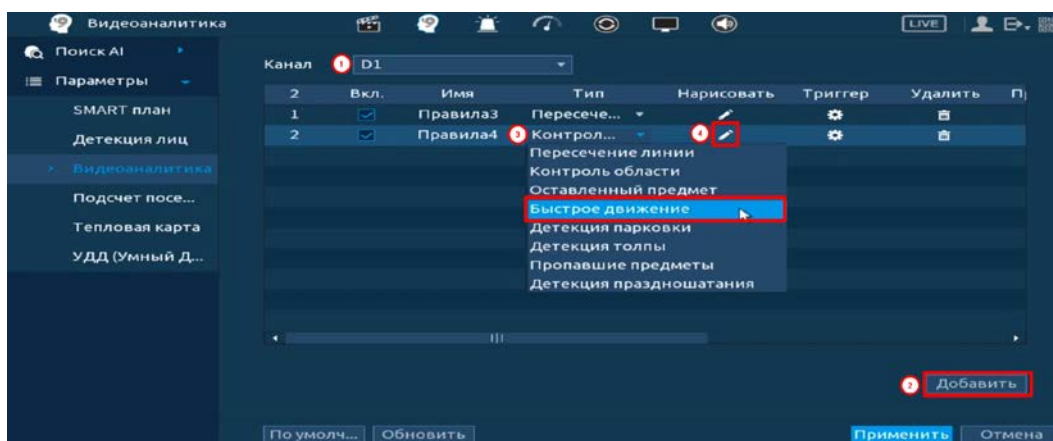 Видеоаналитика LIVE
Поиск AI
Параметры
SMART план
Детекция лиц
Видеоаналитика
Подсчет посе...
Тепловая карта
УДД (Умный Д...
Канал 1 D1
2 Вкл. Имя Тип Нарисовать Триггер Удалить
1 Правила3 Пересече...
2 Правила4 3 Контрол... 4
Пересечение линии
Контроль области
Оставленный предмет
Быстрое движение
Детекция парковки
Детекция толпы
Пропавшие предметы
Детекция праздношатания
2 Добавить
По умолч... Обновить Применить Отмена